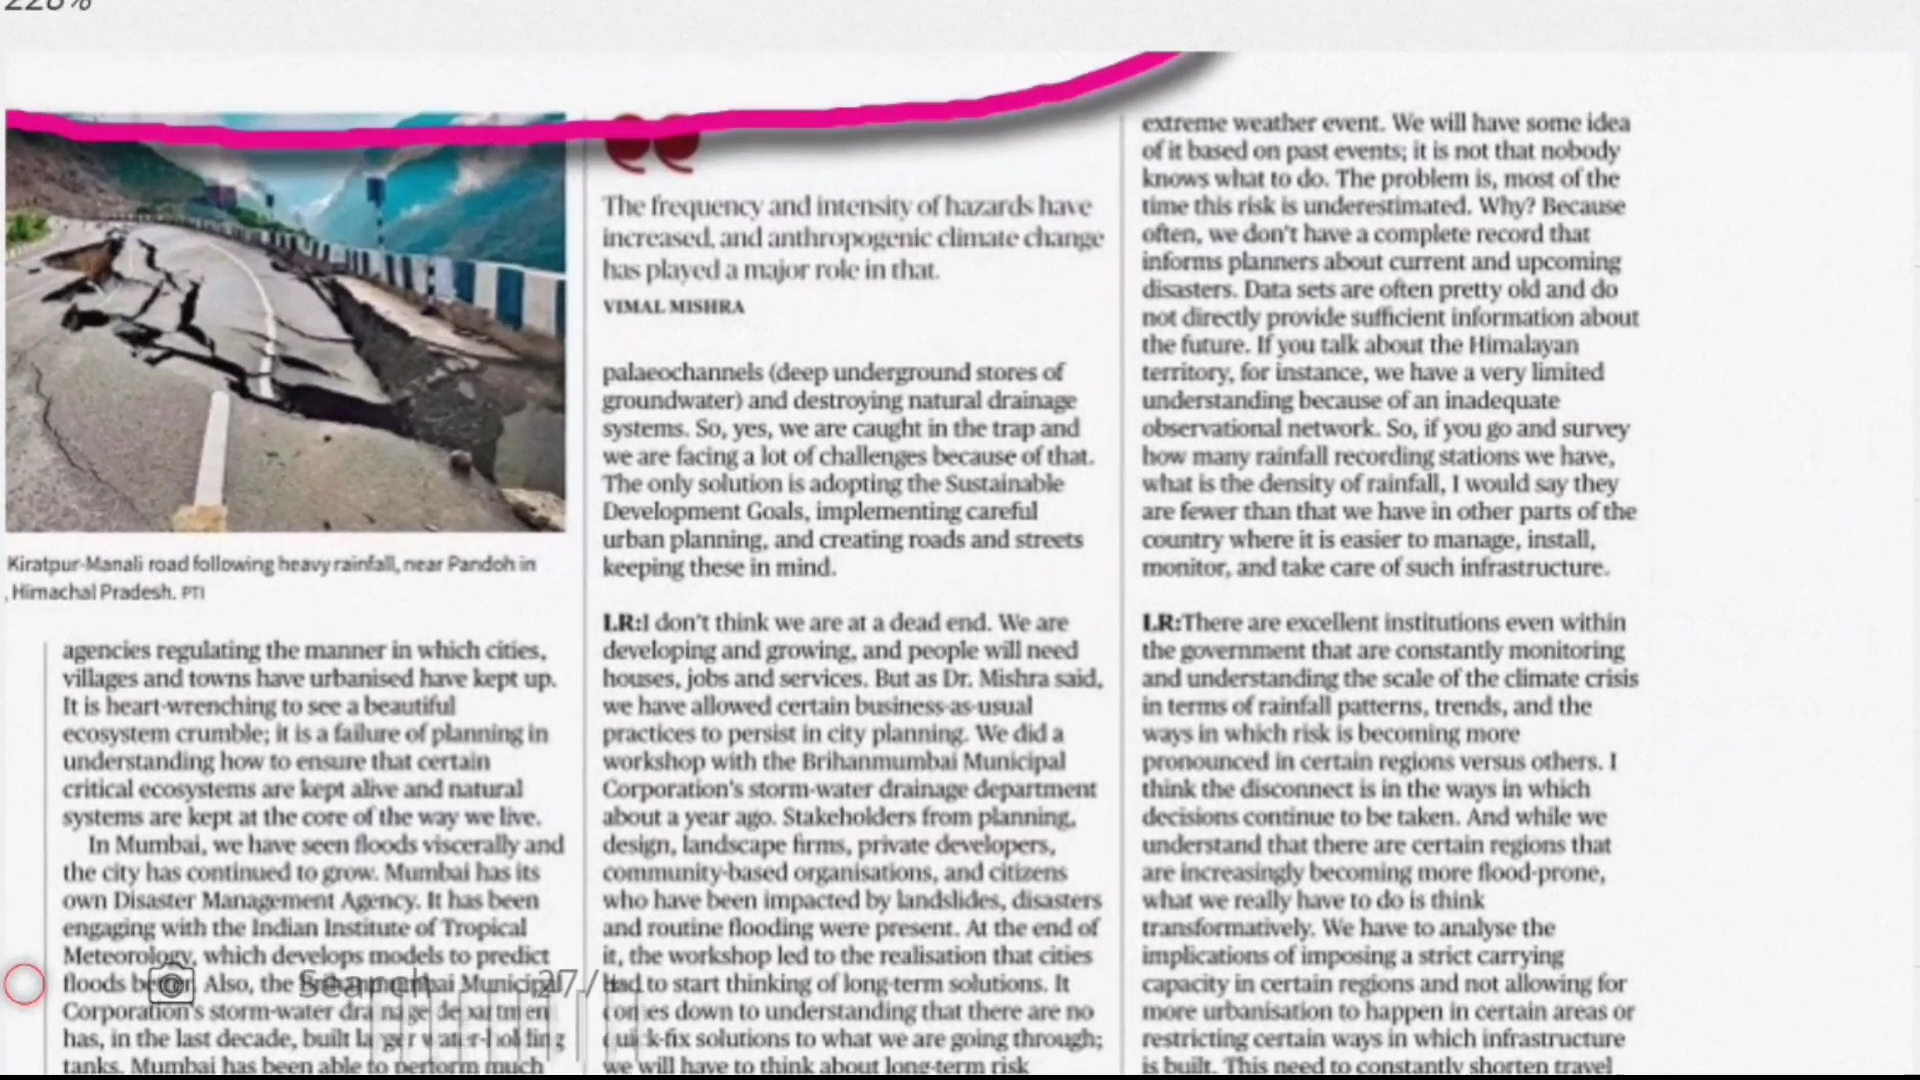 228%
Kiratpur-Manali road following heavy rainfall, near Pandoh in
, Himachal Pradesh. PTI
agencies regulating the manner in which cities,
villages and towns have urbanised have kept up.
It is heart-wrenching to see a beautiful
ecosystem crumble; it is a failure of planning in
understanding how to ensure that certain
critical ecosystems are kept alive and natural
systems are kept at the core of the way we live.
In Mumbai, we have seen floods viscerally and
the city has continued to grow. Mumbai has its
own Disaster Management Agency. It has been
engaging with the Indian Institute of Tropical
Meteorology, which develops models to predict
floods better. Also, the Brihanmumbai Municipal
Corporation's storm-water drainage department
has, in the last decade, built larger water-holding
tanks. Mumbai has been able to perform much
The frequency and intensity of hazards have
increased, and anthropogenic climate change
has played a major role in that.
VIMAL MISHRA
palaeochannels (deep underground stores of
groundwater) and destroying natural drainage
systems. So, yes, we are caught in the trap and
we are facing a lot of challenges because of that.
The only solution is adopting the Sustainable
Development Goals, implementing careful
urban planning, and creating roads and streets
keeping these in mind.
LR:I don't think we are at a dead end. We are
developing and growing, and people will need
houses, jobs and services. But as Dr. Mishra said,
we have allowed certain business-as-usual
practices to persist in city planning. We did a
workshop with the Brihanmumbai Municipal
Corporation's storm-water drainage department
about a year ago. Stakeholders from planning,
design, landscape firms, private developers,
community-based organisations, and citizens
who have been impacted by landslides, disasters
and routine flooding were present. At the end of
it, the workshop led to the realisation that cities
had to start thinking of long-term solutions. It
comes down to understanding that there are no
quick-fix solutions to what we are going through;
we will have to think about long-term risk
extreme weather event. We will have some idea
of it based on past events; it is not that nobody
knows what to do. The problem is, most of the
time this risk is underestimated. Why? Because
often, we don't have a complete record that
informs planners about current and upcoming
disasters. Data sets are often pretty old and do
not directly provide sufficient information about
the future. If you talk about the Himalayan
territory, for instance, we have a very limited
understanding because of an inadequate
observational network. So, if you go and survey
how many rainfall recording stations we have,
what is the density of rainfall, I would say they
are fewer than that we have in other parts of the
country where it is easier to manage, install,
monitor, and take care of such infrastructure.
LR:There are excellent institutions even within
the government that are constantly monitoring
and understanding the scale of the climate crisis
in terms of rainfall patterns, trends, and the
ways in which risk is becoming more
pronounced in certain regions versus others. I
think the disconnect is in the ways in which
decisions continue to be taken. And while we
understand that there are certain regions that
are increasingly becoming more flood-prone,
what we really have to do is think
transformatively. We have to analyse the
implications of imposing a strict carrying
capacity in certain regions and not allowing for
more urbanisation to happen in certain areas or
restricting certain ways in which infrastructure
is built. This need to constantly shorten travel
Search
27/